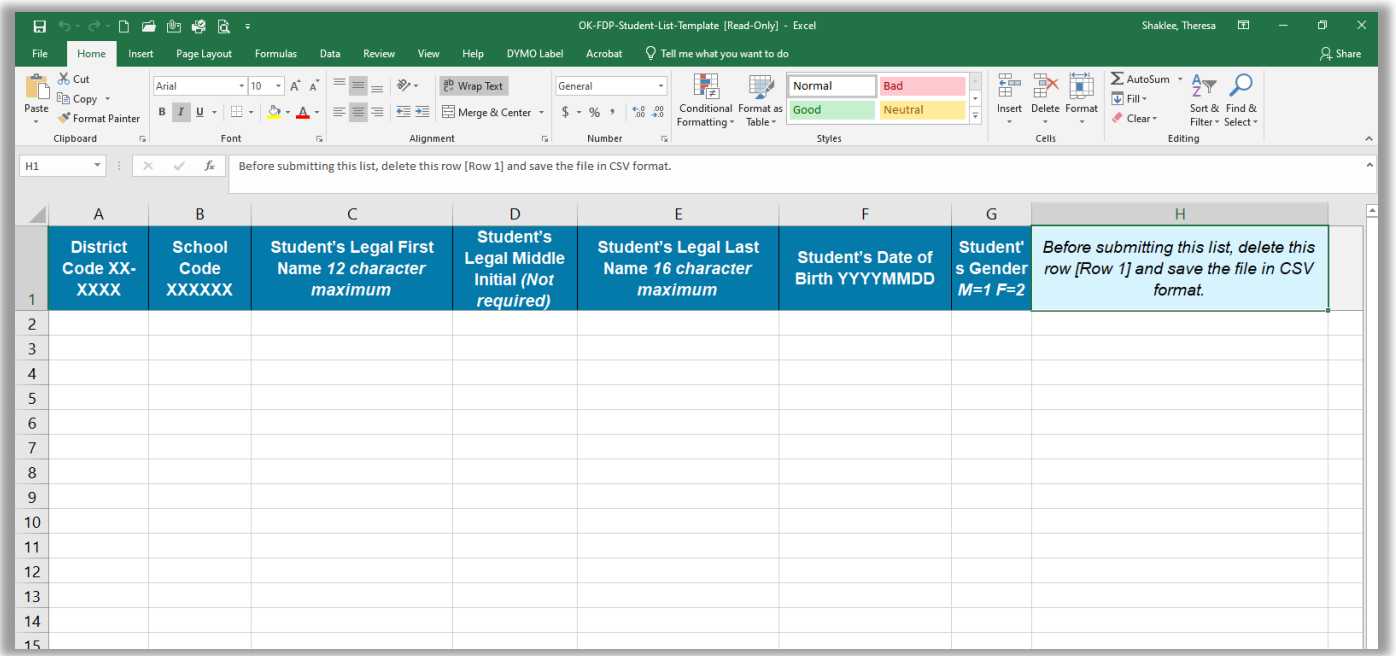 OK-FDP-Student-List-Template [Read-Only] - Excel
Shaklee, Theresa
File Home Insert Page Layout Formulas Data Review View Help DYMO Label Acrobat Tell me what you want to do Share
Paste
Cut
Copy
Format Painter
Clipboard
Arial 10 A A
B I U A
Font
ab Wrap Text
Merge & Center
Alignment
General
$ % , .00 .00
Number
Conditional Formatting
Format as Table
Normal Bad
Good Neutral
Styles
Insert Delete Format
Cells
AutoSum
Fill
Clear
Sort & Filter
Find & Select
Editing
H1 fx Before submitting this list, delete this row [Row 1] and save the file in CSV format.
A B C D E F G H
1
District
Code XX-
XXXX
School
Code
XXXXXX
Student's Legal First
Name 12 character
maximum
Student's
Legal Middle
Initial (Not
required)
Student's Legal Last
Name 16 character
maximum
Student's Date of
Birth YYYYMMDD
Student'
s Gender
M=1 F=2
Before submitting this list, delete this
row [Row 1] and save the file in CSV
format.
2
3
4
5
6
7
8
9
10
11
12
13
14
15